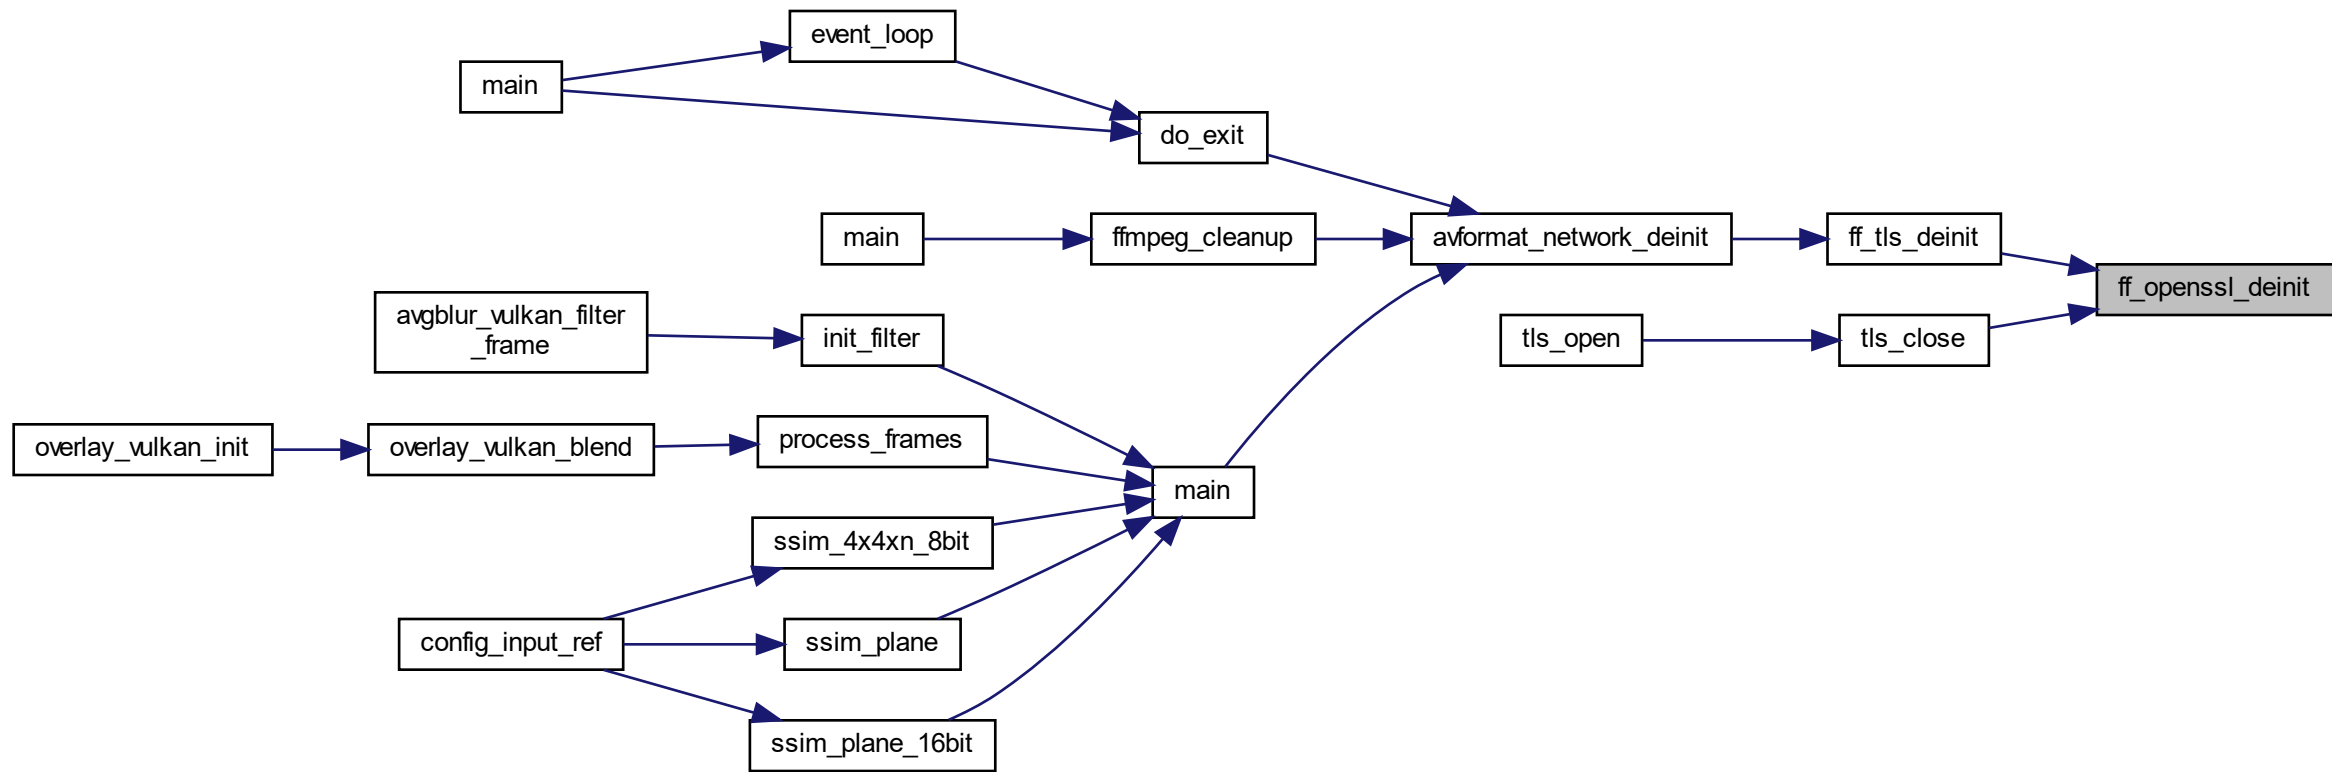 event_loop
main
do_exit
main
ffmpeg_cleanup
avformat_network_deinit
ff_tls_deinit
ff_openssl_deinit
avgblur_vulkan_filter
_frame
init_filter
tls_open
tls_close
overlay_vulkan_init
overlay_vulkan_blend
process_frames
main
ssim_4x4xn_8bit
config_input_ref
ssim_plane
ssim_plane_16bit